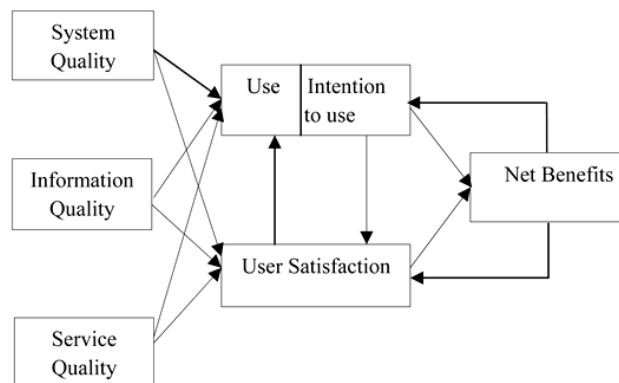 System
Quality
Use
Intention
to use
Information
Quality
Net Benefits
User Satisfaction
Service
Quality